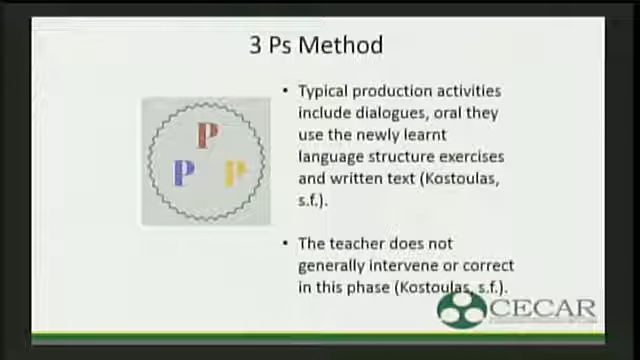 3 Ps Method
• Typical production activities
include dialogues, oral they
use the newly learnt
language structure exercises
and written text (Kostoulas,
s.f.).
P
P P
• The teacher does not
generally intervene or correct
in this phase (Kostoulas, s.f.).
CECAR